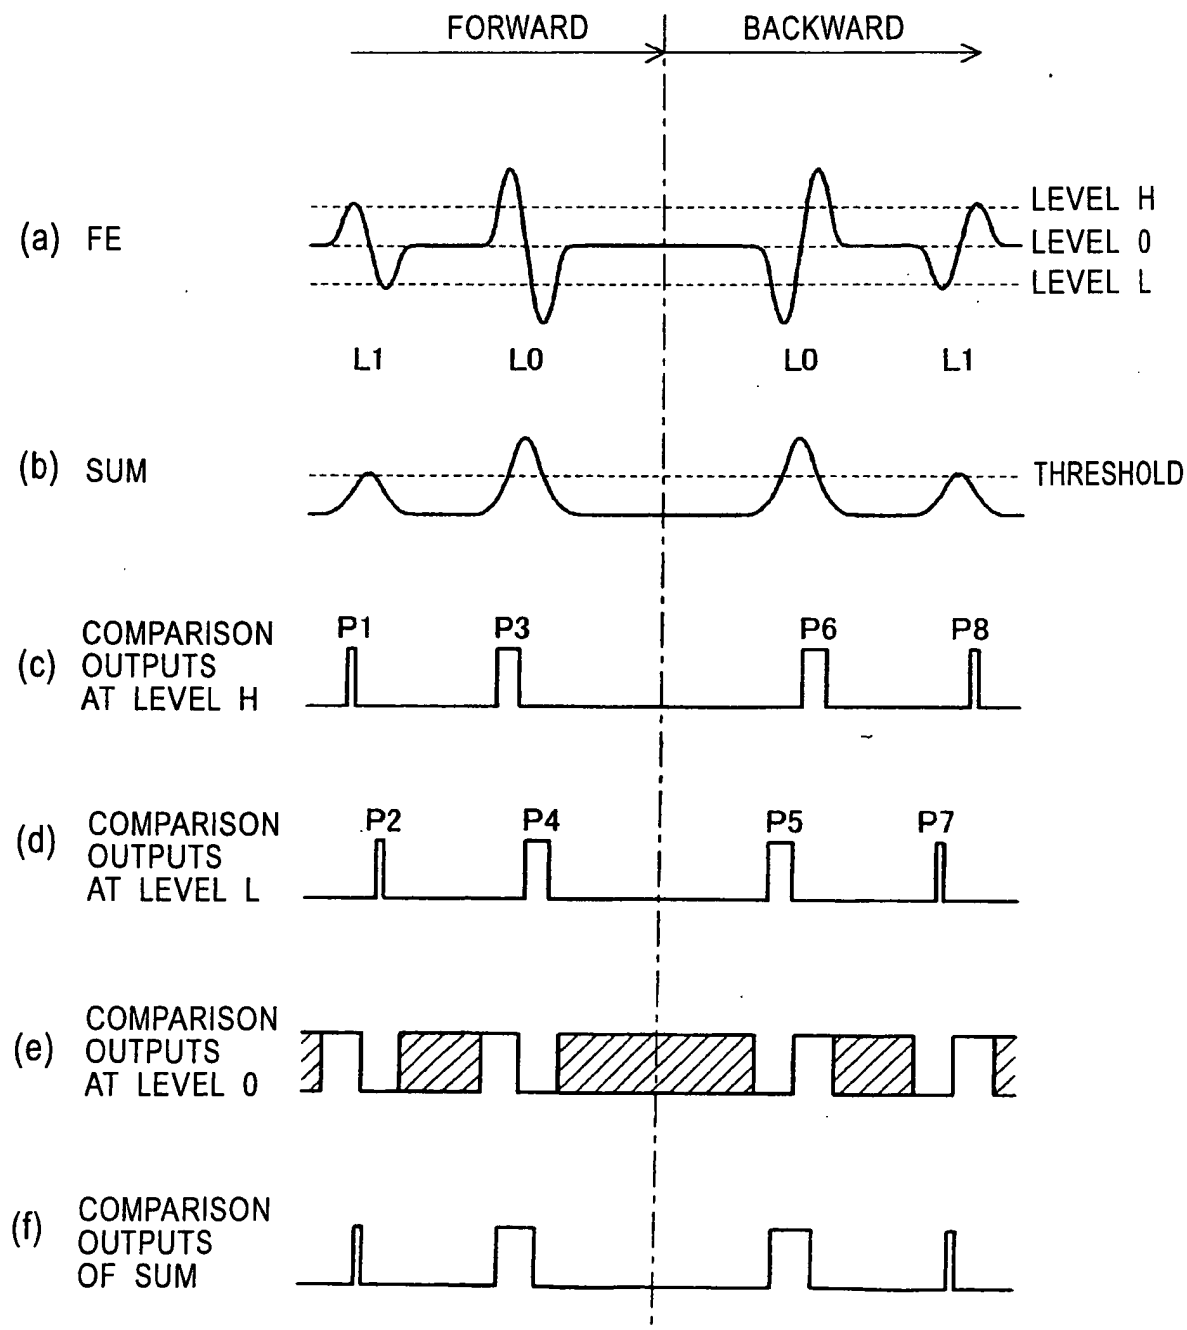 FORWARD BACKWARD
(a) FE
LEVEL H
LEVEL 0
LEVEL L
L1 L0 L0 L1
(b) SUM
THRESHOLD
(c) COMPARISON
OUTPUTS
AT LEVEL H
P1 P3 P6 P8
(d) COMPARISON
OUTPUTS
AT LEVEL L
P2 P4 P5 P7
(e) COMPARISON
OUTPUTS
AT LEVEL 0
(f) COMPARISON
OUTPUTS
OF SUM